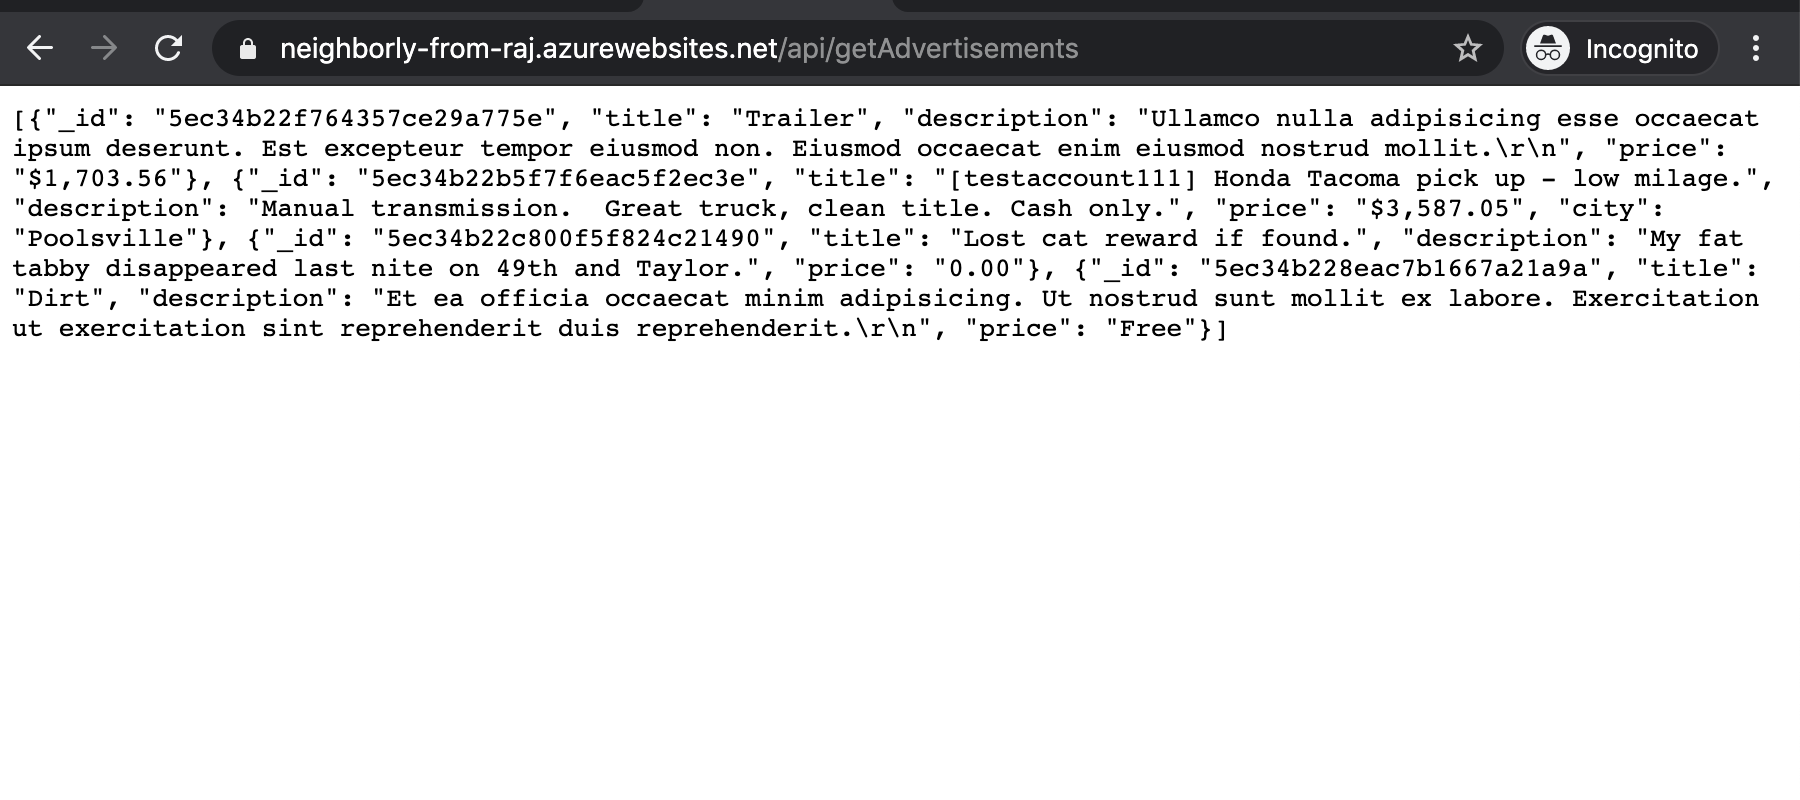 neighborly-from-raj.azurewebsites.net/api/getAdvertisements Incognito
[{"_id": "5ec34b22f764357ce29a775e", "title": "Trailer", "description": "Ullamco nulla adipisicing esse occaecat
ipsum deserunt. Est excepteur tempor eiusmod non. Eiusmod occaecat enim eiusmod nostrud mollit.\r\n", "price":
"$1,703.56"}, {"_id": "5ec34b22b5f7f6eac5f2ec3e", "title": "[testaccount111] Honda Tacoma pick up - low milage.",
"description": "Manual transmission.  Great truck, clean title. Cash only.", "price": "$3,587.05", "city":
"Poolsville"}, {"_id": "5ec34b22c800f5f824c21490", "title": "Lost cat reward if found.", "description": "My fat
tabby disappeared last nite on 49th and Taylor.", "price": "0.00"}, {"_id": "5ec34b228eac7b1667a21a9a", "title":
"Dirt", "description": "Et ea officia occaecat minim adipisicing. Ut nostrud sunt mollit ex labore. Exercitation
ut exercitation sint reprehenderit duis reprehenderit.\r\n", "price": "Free"}]